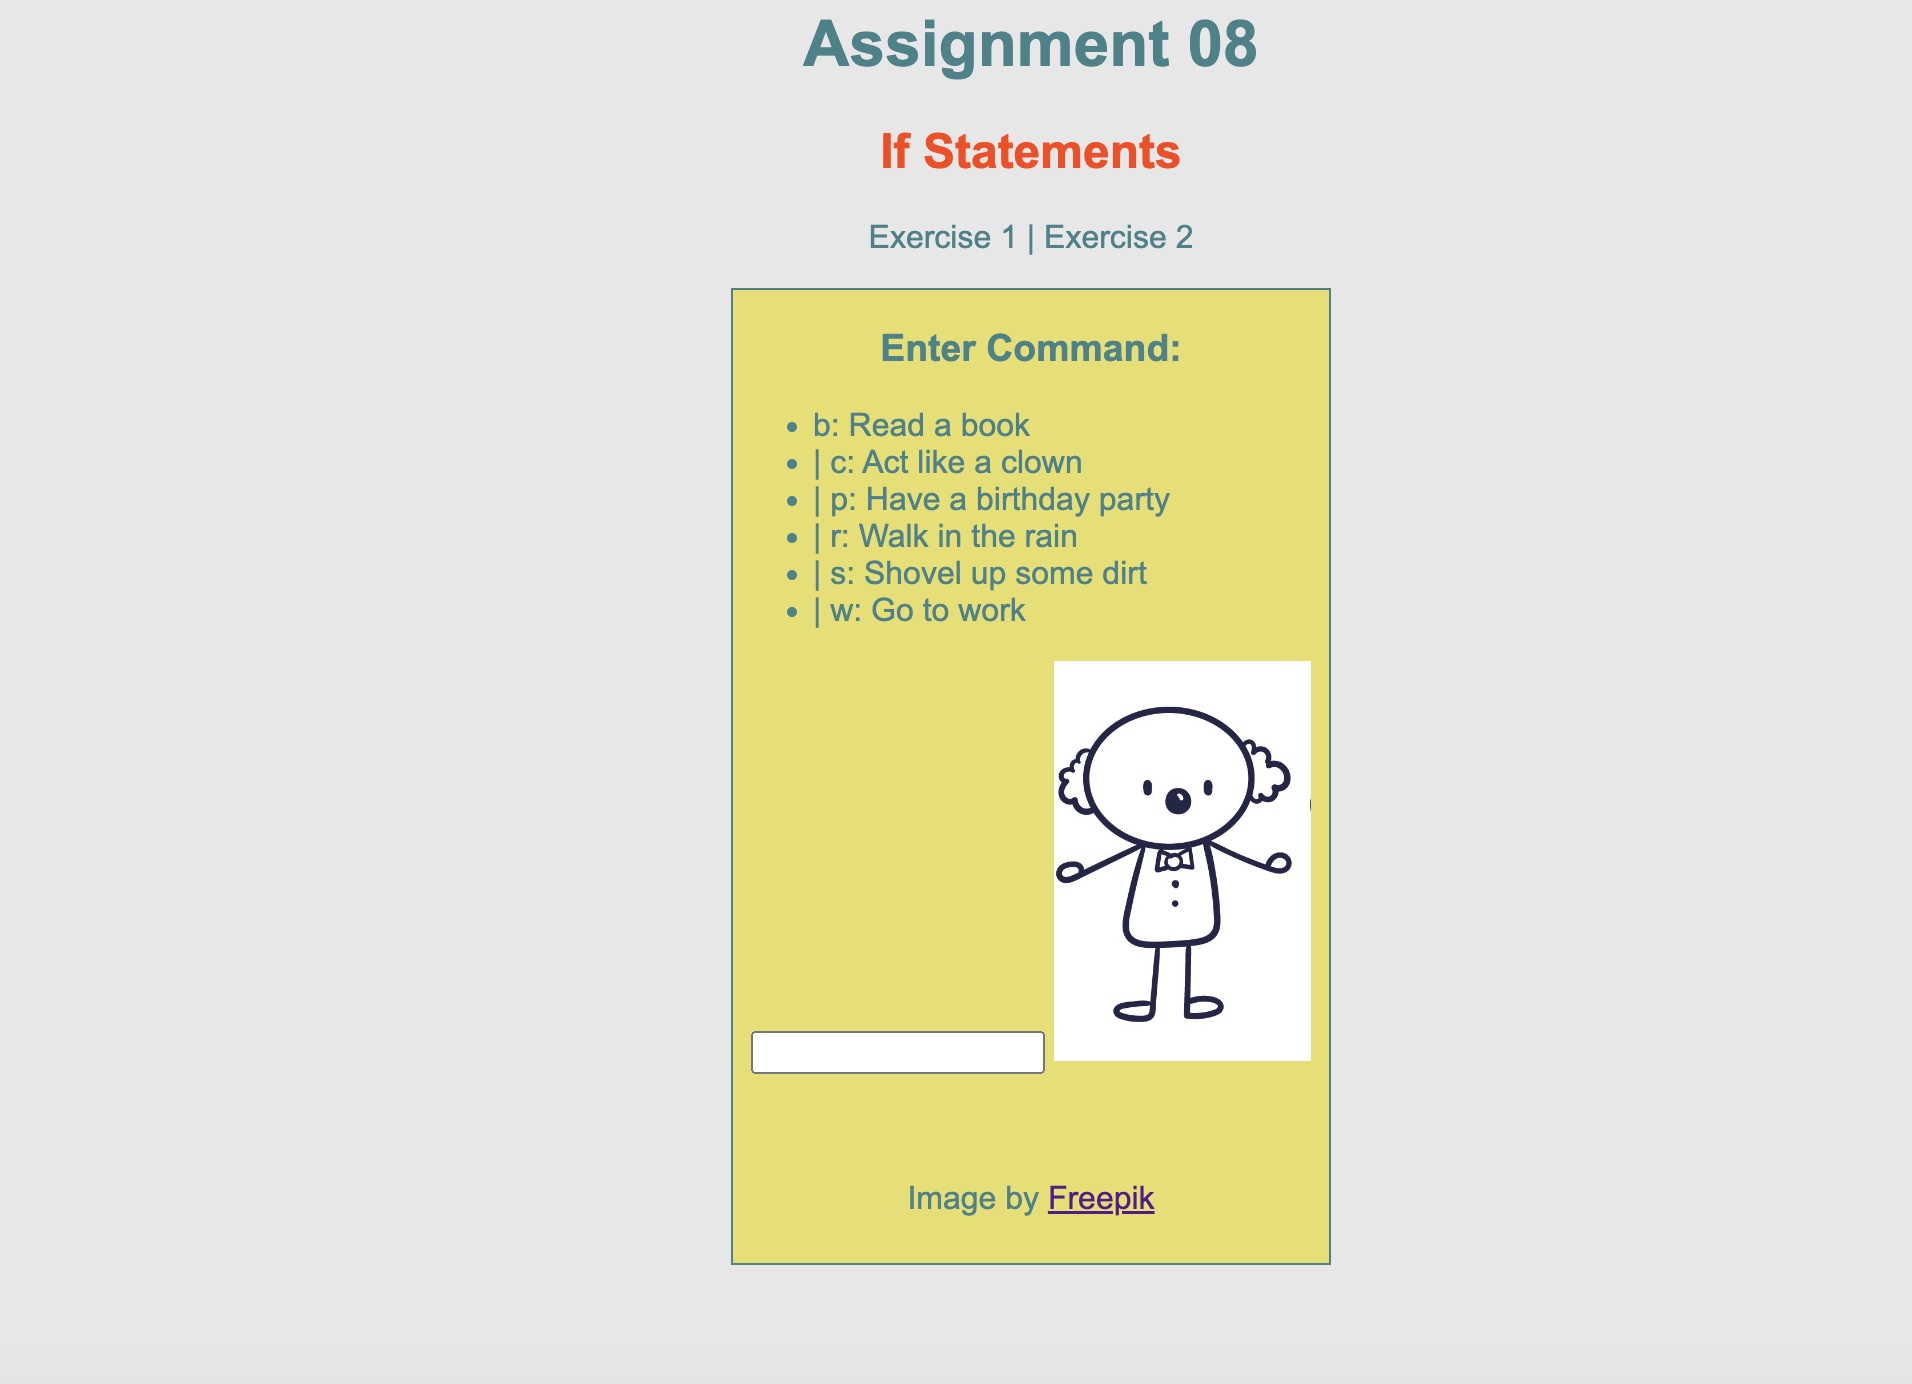 Assignment 08
If Statements
Exercise 1 | Exercise 2
Enter Command:
• b: Read a book
• | c: Act like a clown
• | p: Have a birthday party
• | r: Walk in the rain
• | s: Shovel up some dirt
• | w: Go to work
Image by Freepik